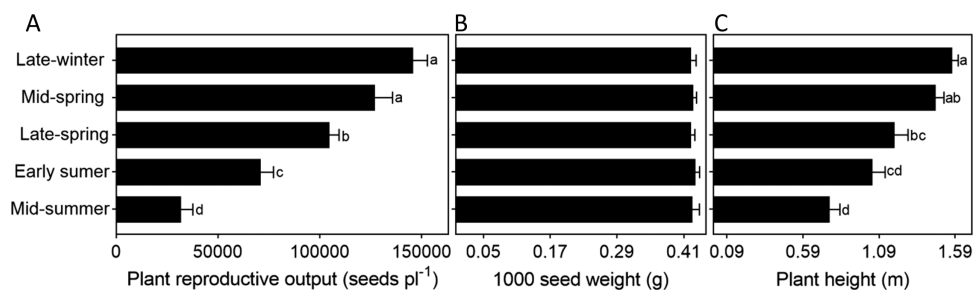 A
B
C
Late-winter
a
a
Mid-spring
a
ab
Late-spring
b
bc
Early sumer
c
cd
Mid-summer
d
d
0 50000 100000 150000
0.05 0.17 0.29 0.41
0.09 0.59 1.09 1.59
Plant reproductive output (seeds pl-1)
1000 seed weight (g)
Plant height (m)